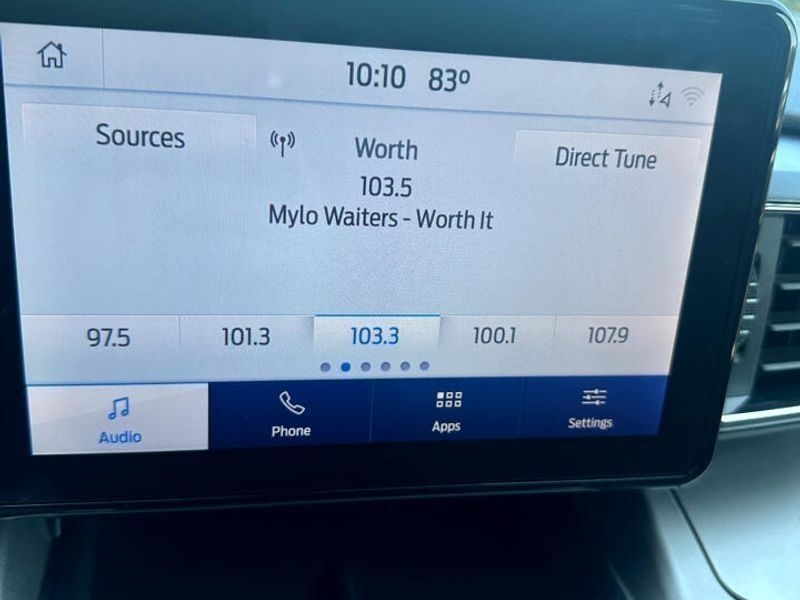 10:10 83°
Sources
Worth
Direct Tune
103.5
Mylo Waiters - Worth It
97.5 101.3 103.3 100.1 107.9
Audio Phone Apps Settings